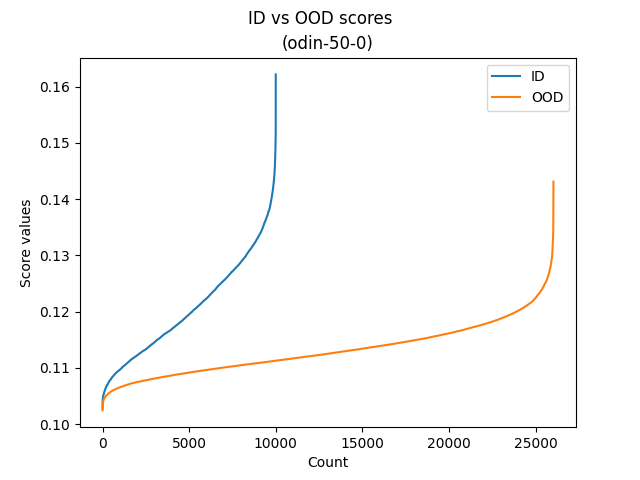 ID vs OOD scores
(odin-50-0)
ID
OOD
Score values
0.16
0.15
0.14
0.13
0.12
0.11
0.10
0
5000
10000
15000
20000
25000
Count